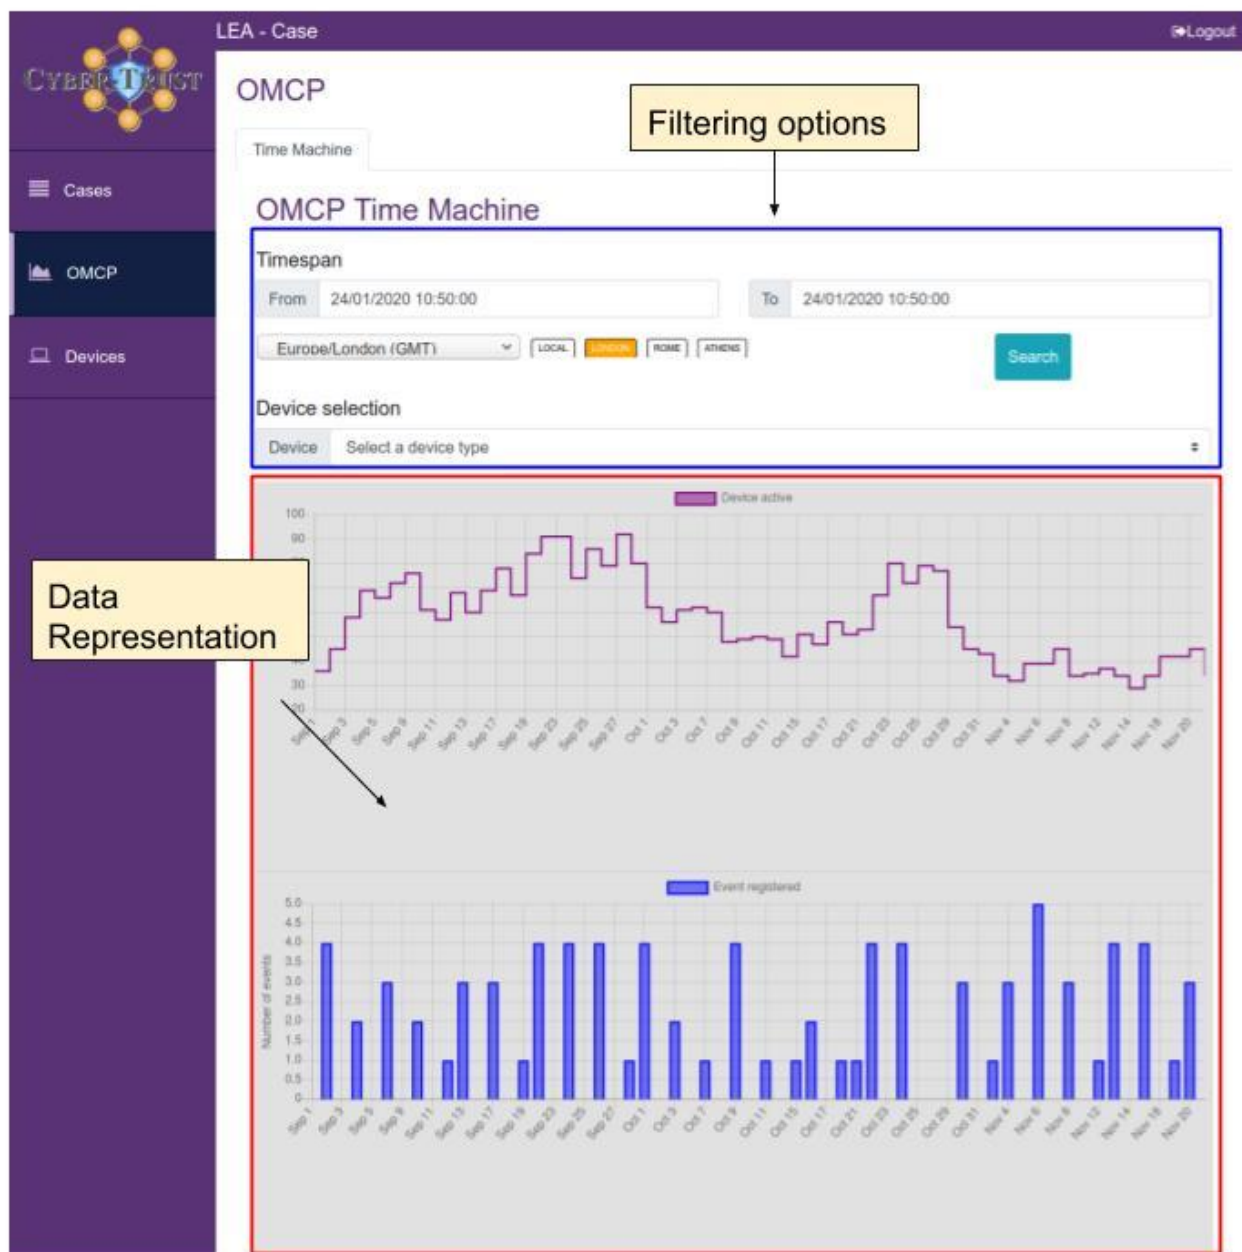 LEA - Case
Logout
CYBER-TRUST
OMCP
Filtering options
Time Machine
Cases
OMCP Time Machine
Timespan
OMCP
From 24/01/2020 10:50:00 To 24/01/2020 10:50:00
Europe/London (GMT) LOCAL LONDON ROME ATHENS Search
Devices
Device selection
Device Select a device type
Device active
100
90
Data
Representation
30
20
Sep 1 Sep 3 Sep 5 Sep 9 Sep 11 Sep 13 Sep 17 Sep 19 Sep 23 Sep 25 Sep 27 Oct 1 Oct 3 Oct 7 Oct 9 Oct 11 Oct 15 Oct 17 Oct 21 Oct 23 Oct 25 Oct 29 Oct 31 Nov 4 Nov 6 Nov 8 Nov 12 Nov 14 Nov 18 Nov 20
Event registered
Number of events
5.0
4.5
4.0
3.5
3.0
2.5
2.0
1.5
1.0
0.5
0
Sep 1 Sep 3 Sep 5 Sep 9 Sep 11 Sep 13 Sep 17 Sep 19 Sep 23 Sep 25 Sep 27 Oct 1 Oct 3 Oct 7 Oct 9 Oct 11 Oct 15 Oct 17 Oct 21 Oct 23 Oct 25 Oct 29 Oct 31 Nov 4 Nov 6 Nov 8 Nov 12 Nov 14 Nov 18 Nov 20